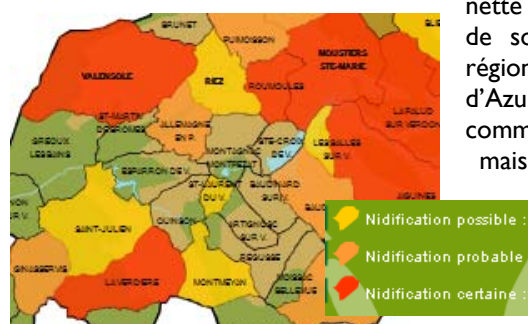 nette
de so
région
d'Azu
comm
mais
BRUNET
PUIMOISSON
MOUSTIERS
STE-MARIE
VALENSOLE
RIEZ
ROUMOULES
LA PALUD
SUR VERDON
ST-MARTIN
DE BROMES
ALLEMAGNE
EN P.
GREOUX
LES BAINS
STE-CROIX
DE V.
LES SALLES
SUR V.
MONTAGNAC
MONTPEZAT
ESPARRON DE V.
ST-LAURENT
DU V.
BAUDINARD
SUR V.
AIGUINES
SAINT-JULIEN
QUINSON
ARTIGNOSC
SUR V.
BAUD
REGUSSE
GINASSERVIS
LA VERDIERE
MONTMEYAN
MOISSAC
BELLEVUE
Nidification possible :
Nidification probable
Nidification certaine :